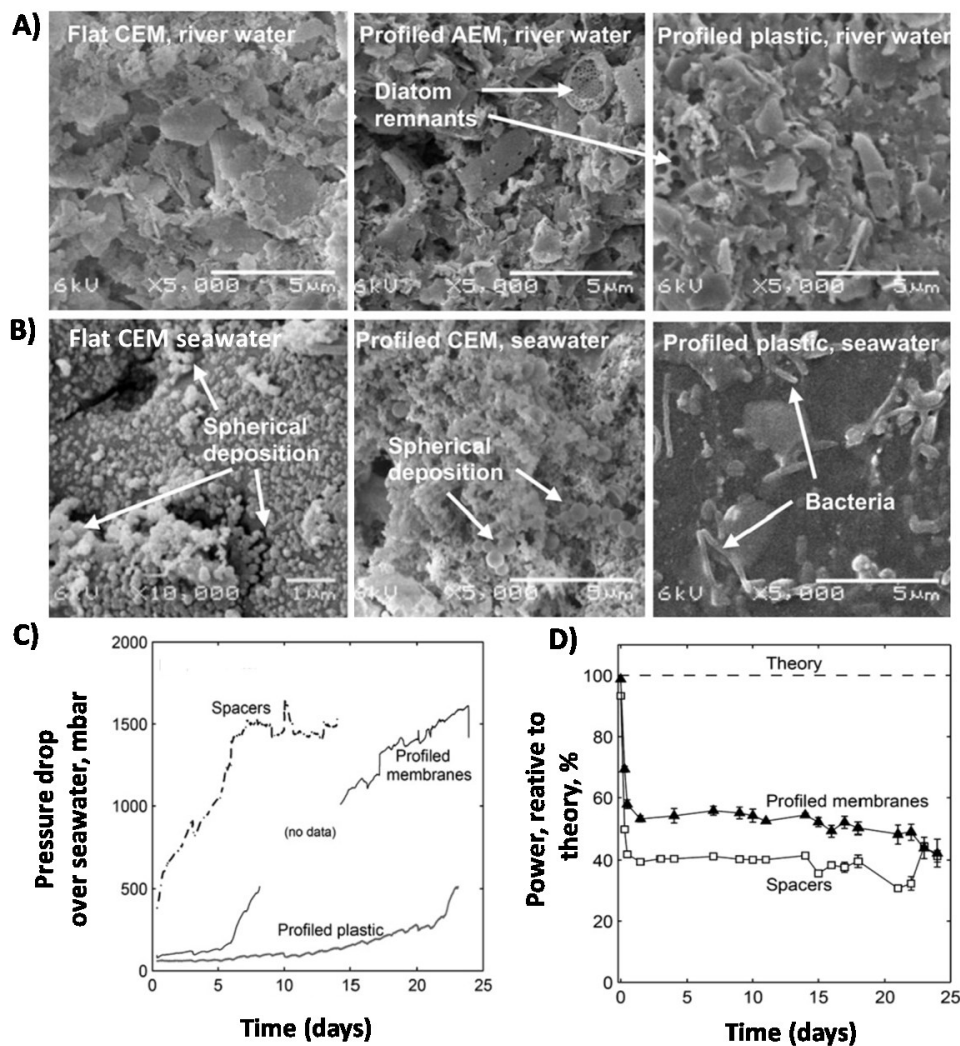 A)
Flat CEM, river water
Profiled AEM, river water
Profiled plastic, river water
Diatom
remnants
6kV X5,000 5µm
6kV X5,000 5µm
6kV X5,000 5µm
B)
Flat CEM seawater
Profiled CEM, seawater
Profiled plastic, seawater
Spherical
deposition
Spherical
deposition
Bacteria
6kV X10,000 1µm
6kV X5,000 5µm
6kV X5,000 5µm
C)
2000
1500
1000
500
0
Pressure drop
over seawater, mbar
Spacers
Profiled
membranes
(no data)
Profiled plastic
0 5 10 15 20 25
Time (days)
D)
100
80
60
40
20
0
Power, reative to
theory, %
Theory
Profiled membranes
Spacers
0 5 10 15 20 25
Time (days)